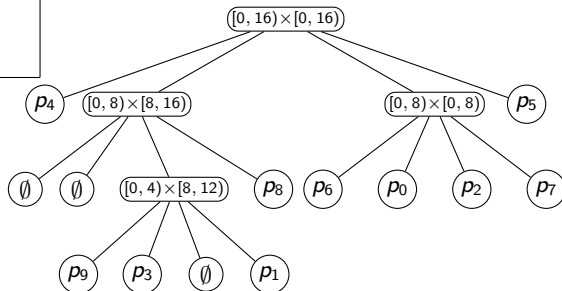 [0, 16)×[0, 16)
p4 [0, 8)×[8, 16) [0, 8)×[0, 8) p5
∅ ∅ [0, 4)×[8, 12) p8 p6 p0 p2 p7
p9 p3 ∅ p1